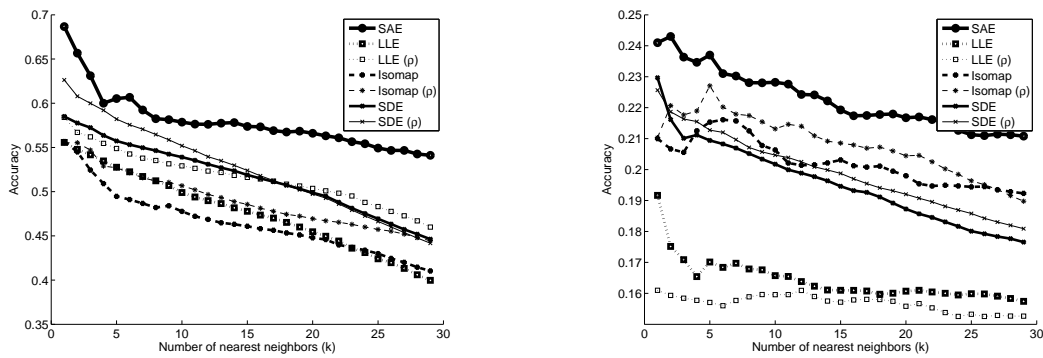 0.7
0.65
0.6
0.55
0.5
0.45
0.4
0.35
Accuracy
0 5 10 15 20 25 30
Number of nearest neighbors (k)
SAE
LLE
LLE (ρ)
Isomap
Isomap (ρ)
SDE
SDE (ρ)
0.25
0.24
0.23
0.22
0.21
0.2
0.19
0.18
0.17
0.16
Accuracy
0 5 10 15 20 25 30
Number of nearest neighbors (k)
SAE
LLE
LLE (ρ)
Isomap
Isomap (ρ)
SDE
SDE (ρ)